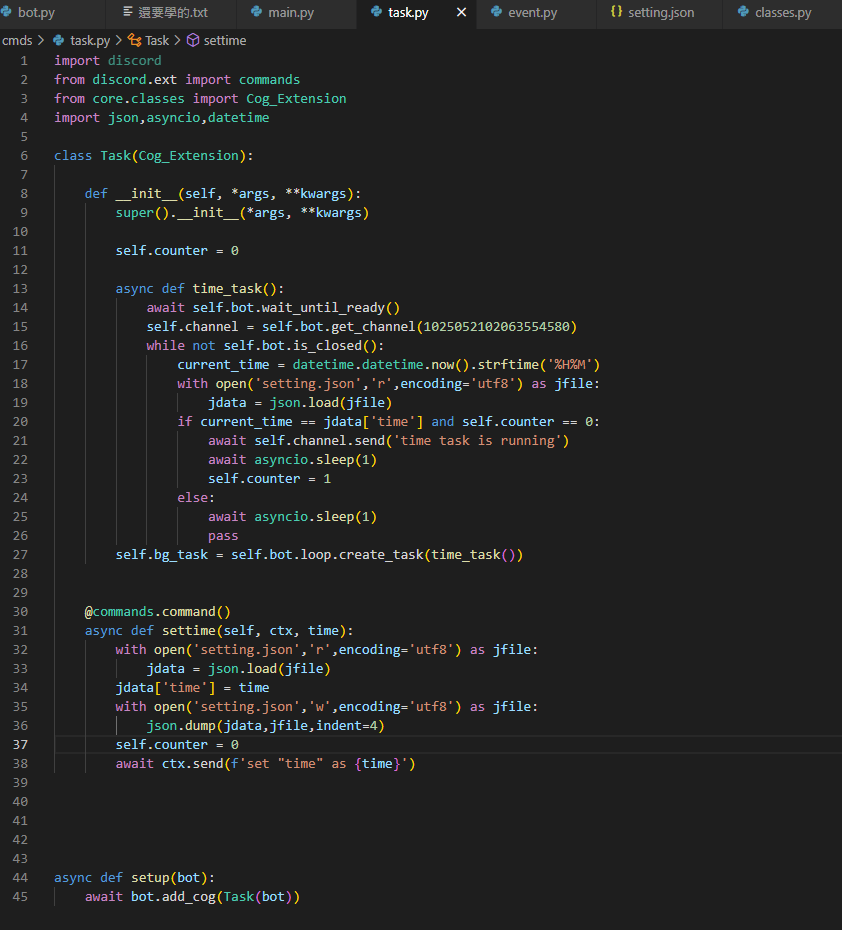 bot.py 還要學的.txt main.py task.py × event.py {} setting.json classes.py
cmds > task.py > Task > settime
1 import discord
2 from discord.ext import commands
3 from core.classes import Cog_Extension
4 import json,asyncio,datetime
5
6 class Task(Cog_Extension):
7
8     def __init__(self, *args, **kwargs):
9         super().__init__(*args, **kwargs)
10
11         self.counter = 0
12
13         async def time_task():
14             await self.bot.wait_until_ready()
15             self.channel = self.bot.get_channel(1025052102063554580)
16             while not self.bot.is_closed():
17                 current_time = datetime.datetime.now().strftime('%H%M')
18                 with open('setting.json','r',encoding='utf8') as jfile:
19                     jdata = json.load(jfile)
20                 if current_time == jdata['time'] and self.counter == 0:
21                     await self.channel.send('time task is running')
22                     await asyncio.sleep(1)
23                     self.counter = 1
24                 else:
25                     await asyncio.sleep(1)
26                     pass
27         self.bg_task = self.bot.loop.create_task(time_task())
28
29
30     @commands.command()
31     async def settime(self, ctx, time):
32         with open('setting.json','r',encoding='utf8') as jfile:
33             jdata = json.load(jfile)
34         jdata['time'] = time
35         with open('setting.json','w',encoding='utf8') as jfile:
36             json.dump(jdata,jfile,indent=4)
37         self.counter = 0
38         await ctx.send(f'set "time" as {time}')
39
40
41
42
43
44 async def setup(bot):
45     await bot.add_cog(Task(bot))